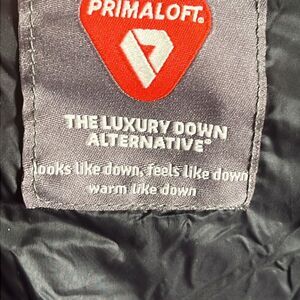 PRIMALOFT®
THE LUXURY DOWN
ALTERNATIVE®
looks like down, feels like down
warm like down